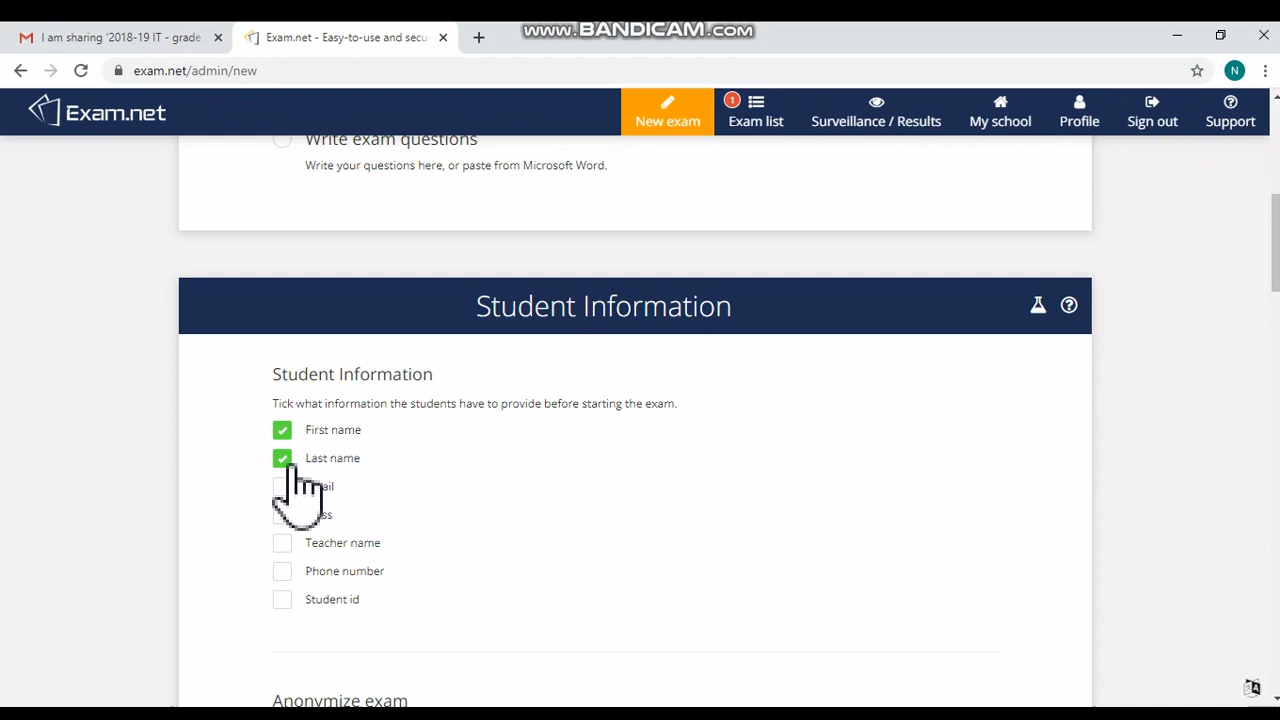 www.BANDICAM.com
I am sharing '2018-19 IT - grade
Exam.net - Easy-to-use and secu
exam.net/admin/new
N
Exam.net
New exam
1
Exam list
Surveillance / Results
My school
Profile
Sign out
Support
Write exam questions
Write your questions here, or paste from Microsoft Word.
Student Information
Student Information
Tick what information the students have to provide before starting the exam.
First name
Last name
Teacher name
Phone number
Student id
Anonymize exam